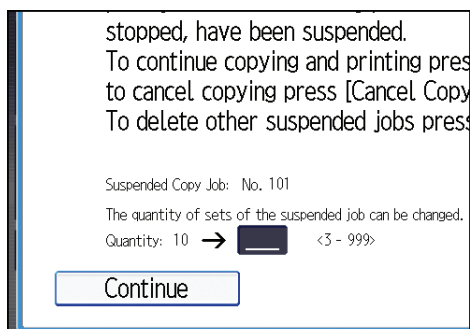 stopped, have been suspended.
To continue copying and printing pres
to cancel copying press [Cancel Copy
To delete other suspended jobs press
Suspended Copy Job: No. 101
The quantity of sets of the suspended job can be changed.
Quantity: 10 → ___ <3 - 999>
Continue